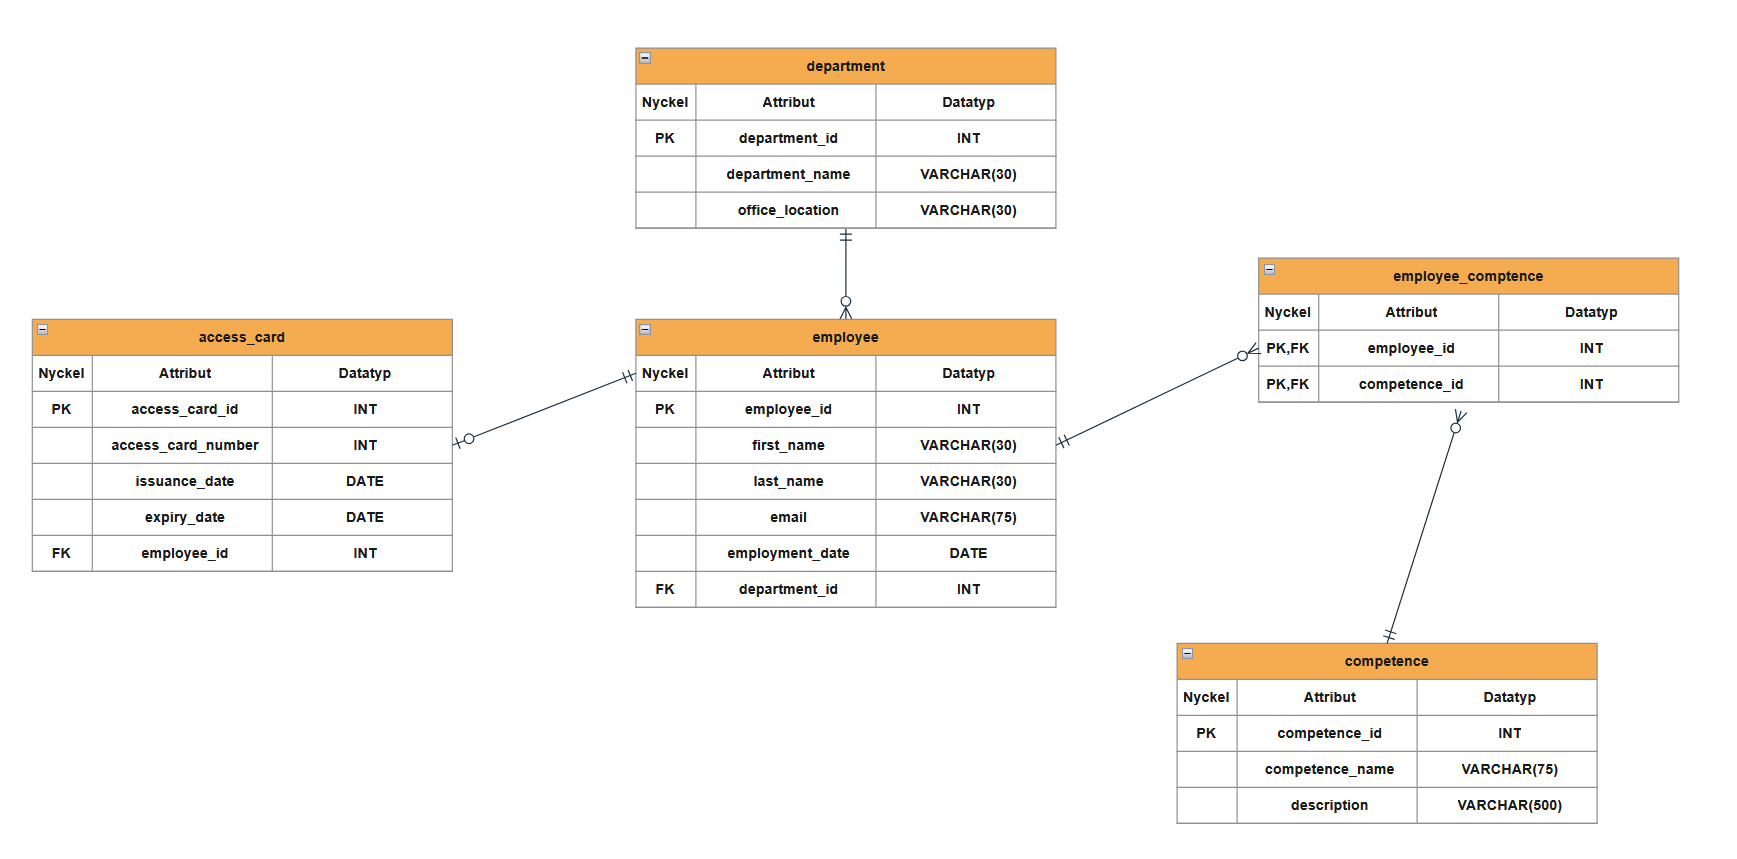 department
Nyckel Attribut Datatyp
PK department_id INT
department_name VARCHAR(30)
office_location VARCHAR(30)
access_card
Nyckel Attribut Datatyp
PK access_card_id INT
access_card_number INT
issuance_date DATE
expiry_date DATE
FK employee_id INT
employee
Nyckel Attribut Datatyp
PK employee_id INT
first_name VARCHAR(30)
last_name VARCHAR(30)
email VARCHAR(75)
employment_date DATE
FK department_id INT
employee_comptence
Nyckel Attribut Datatyp
PK,FK employee_id INT
PK,FK competence_id INT
competence
Nyckel Attribut Datatyp
PK competence_id INT
competence_name VARCHAR(75)
description VARCHAR(500)